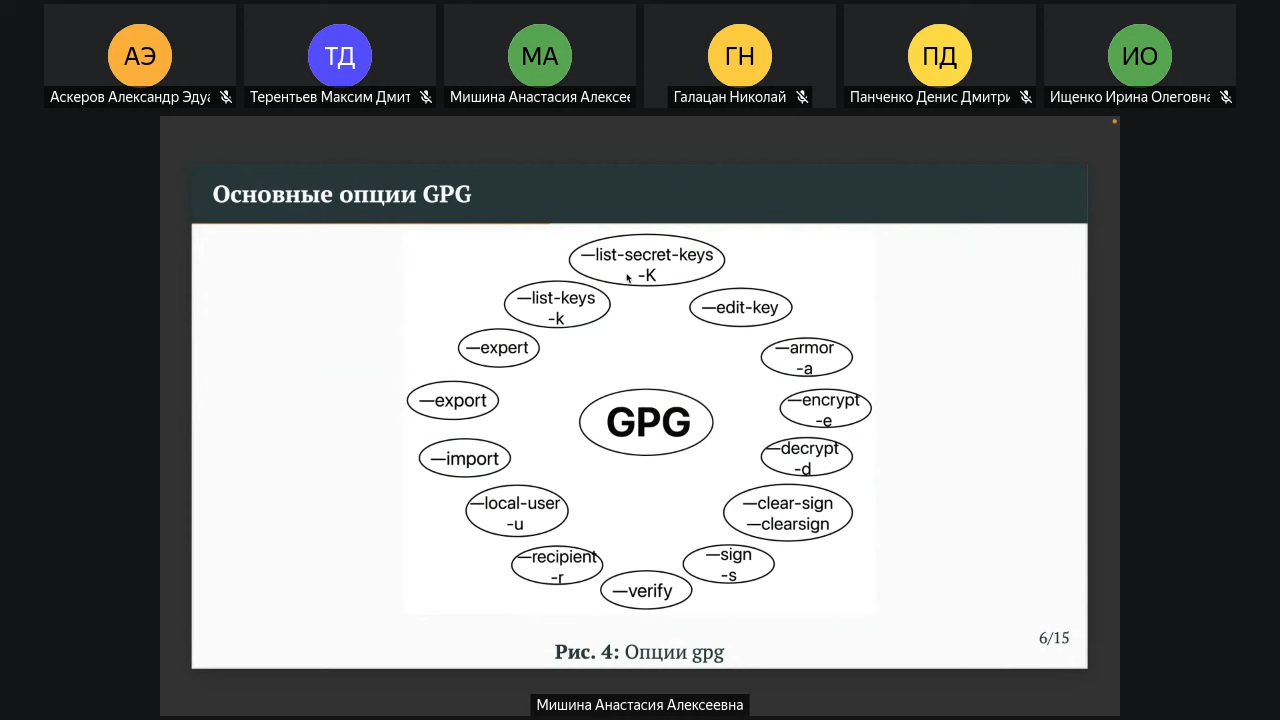 АЭ
ТД
МА
ГН
ПД
ИО
Аскеров Александр Эдуа
Терентьев Максим Дмит
Мишина Анастасия Алексее
Галацан Николай
Панченко Денис Дмитри
Ищенко Ирина Олеговна
Основные опции GPG
—list-secret-keys
-K
—list-keys
-k
—edit-key
—expert
—armor
-a
—export
—encrypt
-e
GPG
—import
—decrypt
-d
—local-user
-u
—clear-sign
—clearsign
—recipient
-r
—sign
-s
—verify
6/15
Рис. 4: Опции gpg
Мишина Анастасия Алексеевна